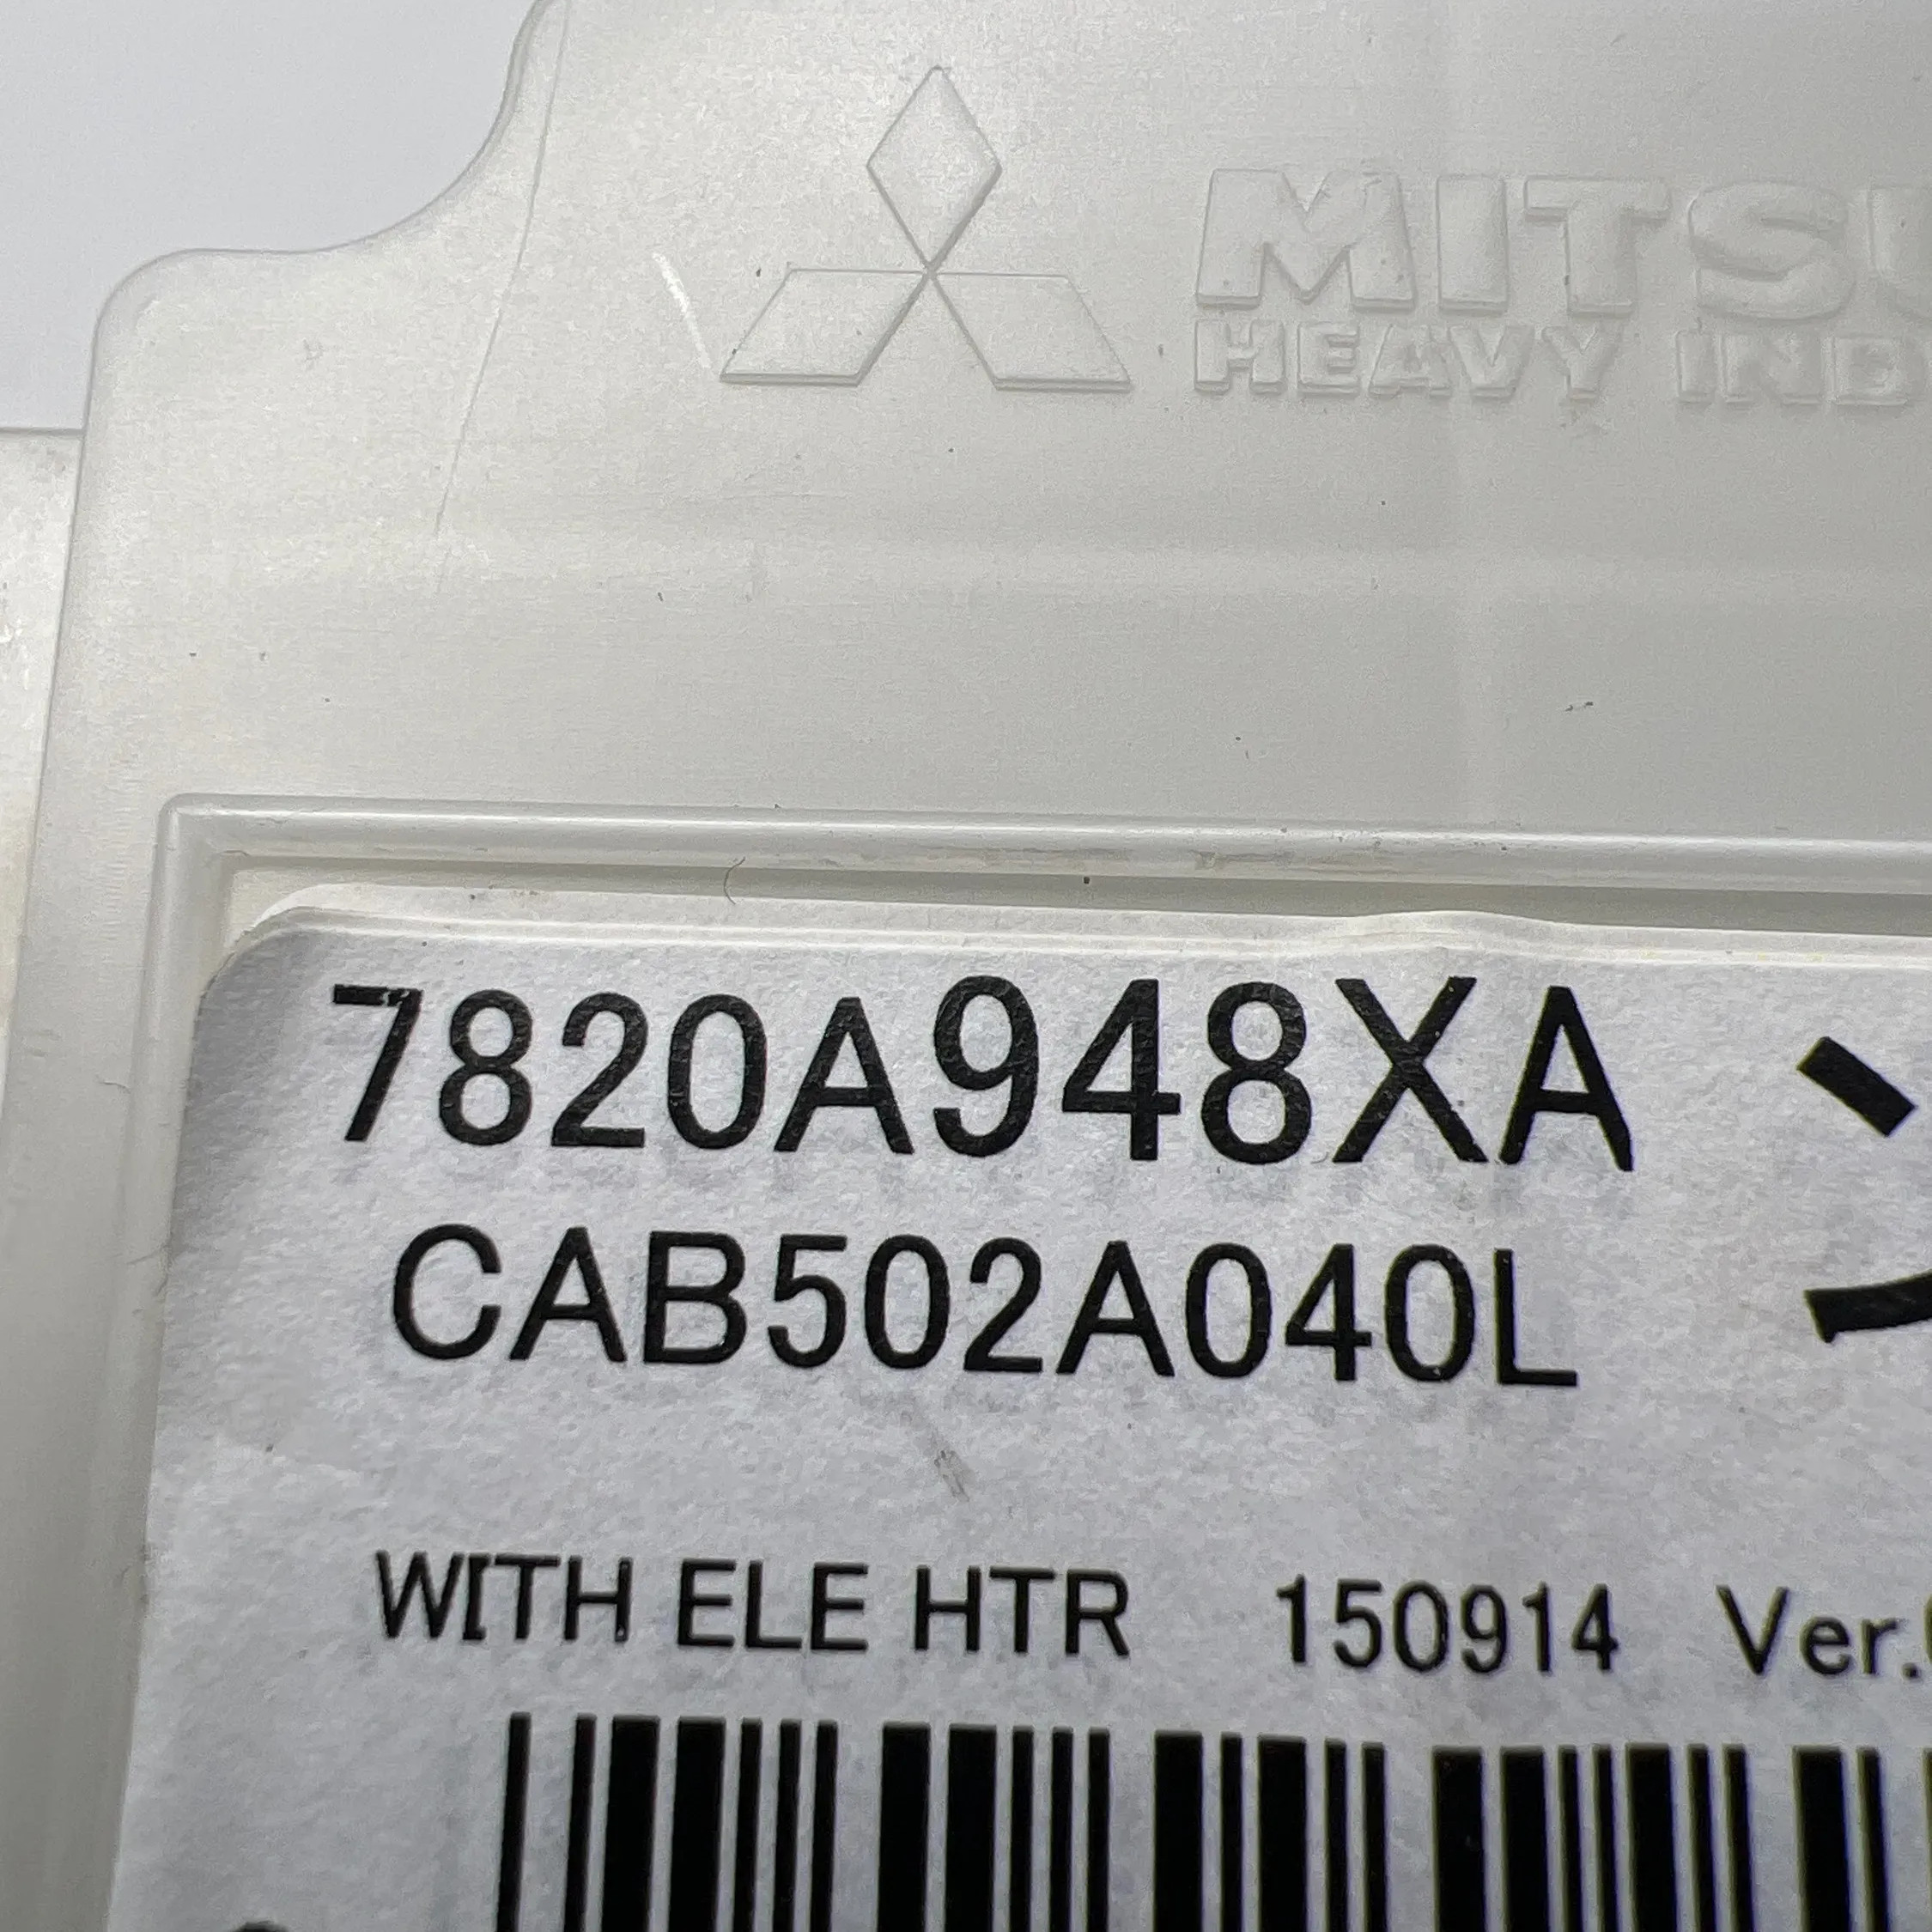 MITSU
HEAVY IND
7820A948XA
CAB502A040L
WITH ELE HTR 150914 Ver.